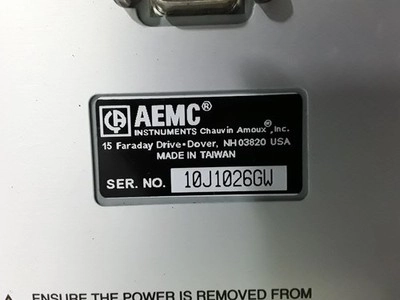 AEMC®
INSTRUMENTS Chauvin Arnoux®, Inc.
15 Faraday Drive • Dover, NH 03820 USA
MADE IN TAIWAN
SER. NO. 10J1026GW
ENSURE THE POWER IS REMOVED FROM